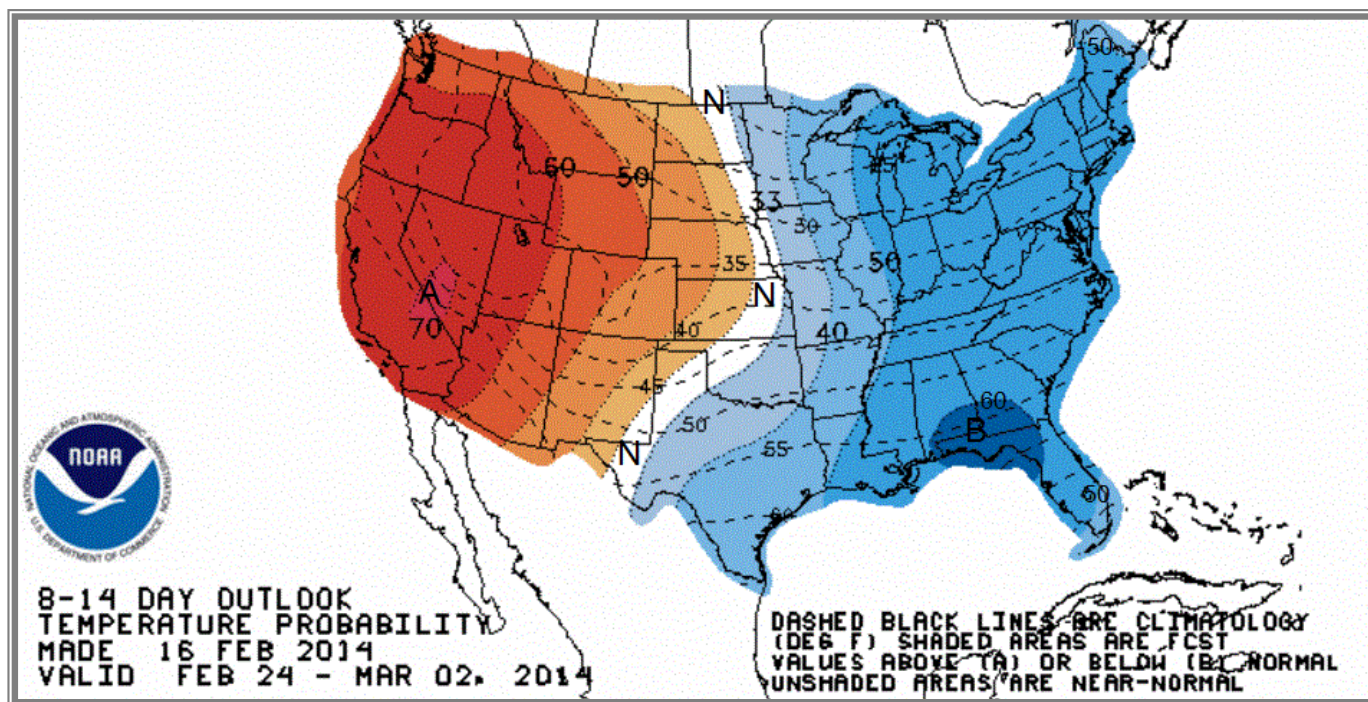 50
N
60
50
25
33
30
50
35
A
N
70
40
40
45
50
60
B
55
N
60
60
NATIONAL OCEANIC AND ATMOSPHERIC ADMINISTRATION
NOAA
U.S. DEPARTMENT OF COMMERCE
8-14 DAY OUTLOOK
TEMPERATURE PROBABILITY
MADE 16 FEB 2014
VALID FEB 24 - MAR 02, 2014
DASHED BLACK LINES ARE CLIMATOLOGY
(DEG F) SHADED AREAS ARE FCST
VALUES ABOVE (A) OR BELOW (B) NORMAL
UNSHADED AREAS ARE NEAR-NORMAL